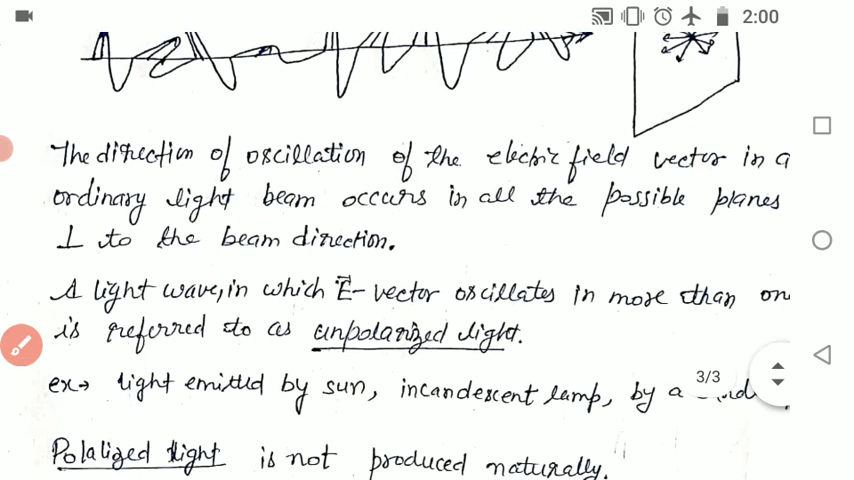 2:00
The direction of oscillation of the electric field vector in a
ordinary light beam occurs in all the possible planes
⊥ to the beam direction.
A light wave, in which E⃗-vector oscillates in more than on
is referred to as unpolarized light.
ex→ light emitted by sun, incandescent lamp, by a
3/3
Polalized light is not produced naturally.